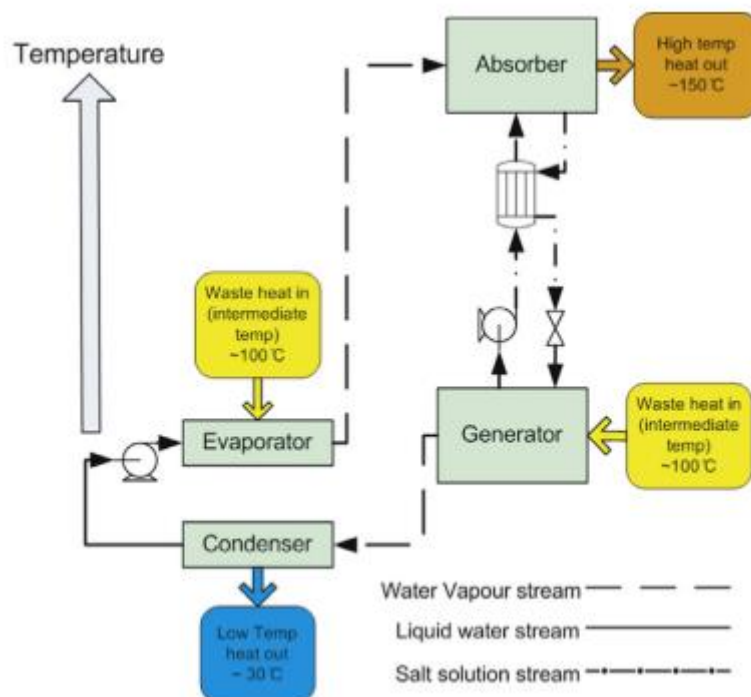 Temperature
Absorber
High temp
heat out
~150℃
Waste heat in
(intermediate
temp)
~100℃
Evaporator
Generator
Waste heat in
(intermediate
temp)
~100℃
Condenser
Low Temp
heat out
~ 30℃
Water Vapour stream
Liquid water stream
Salt solution stream